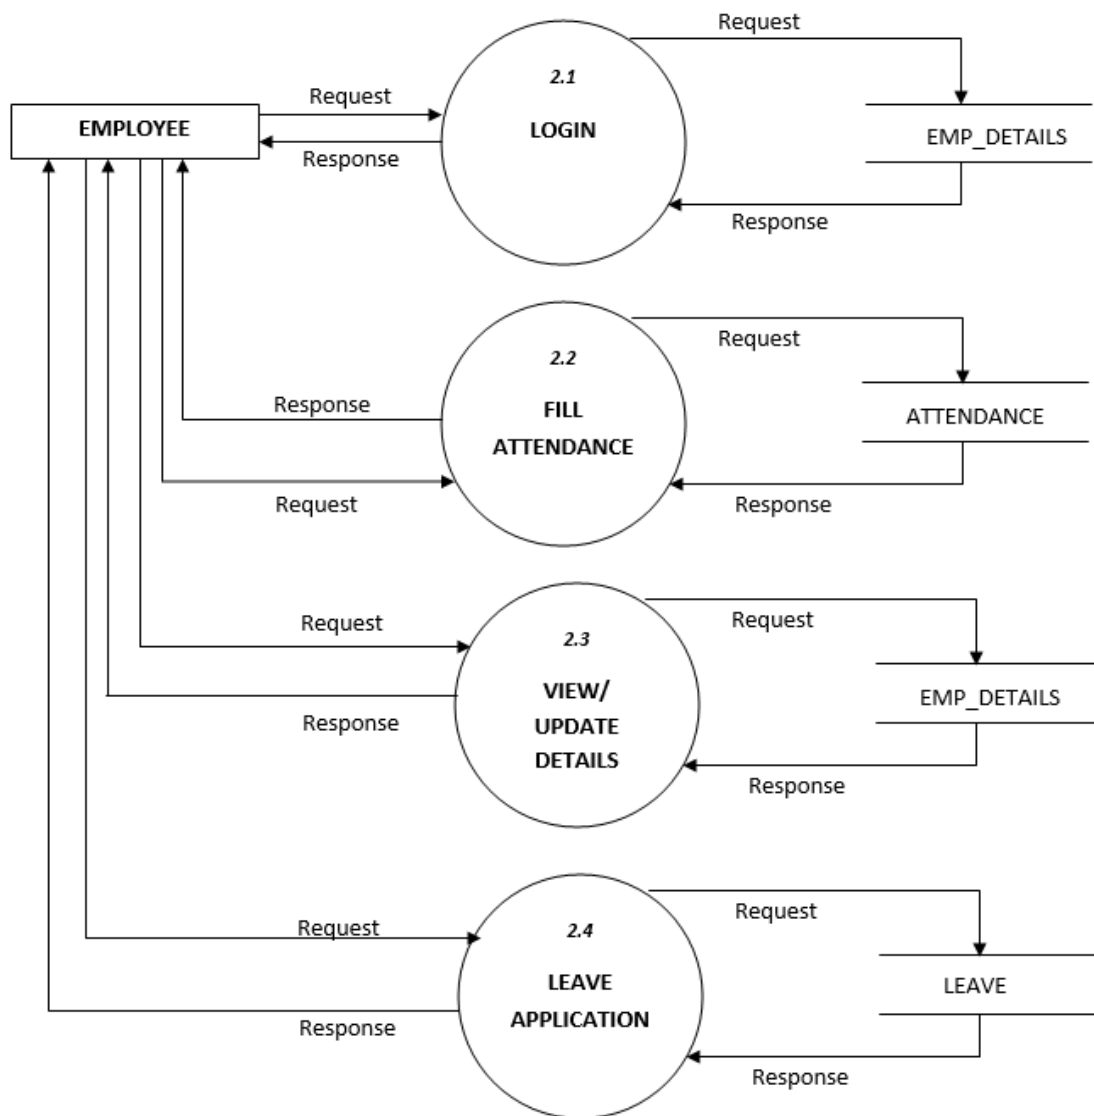 Request
2.1
Request
EMPLOYEE
LOGIN
EMP_DETAILS
Response
Response
Request
2.2
Response
FILL
ATTENDANCE
ATTENDANCE
Request
Response
Request
Request
2.3
VIEW/
EMP_DETAILS
Response
UPDATE
DETAILS
Response
Request
Request
2.4
LEAVE
LEAVE
APPLICATION
Response
Response